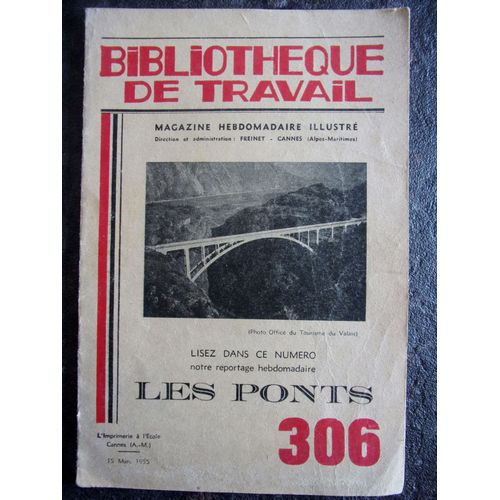 BIBLIOTHEQUE
DE TRAVAIL
MAGAZINE HEBDOMADAIRE ILLUSTRÉ
Direction et administration : FREINET - CANNES (Alpes-Maritimes)
(Photo Office du Tourisme du Valais)
LISEZ DANS CE NUMERO
notre reportage hebdomadaire
LES PONTS
306
L'Imprimerie à l'Ecole
Cannes (A.-M.)
15 Mars 1955